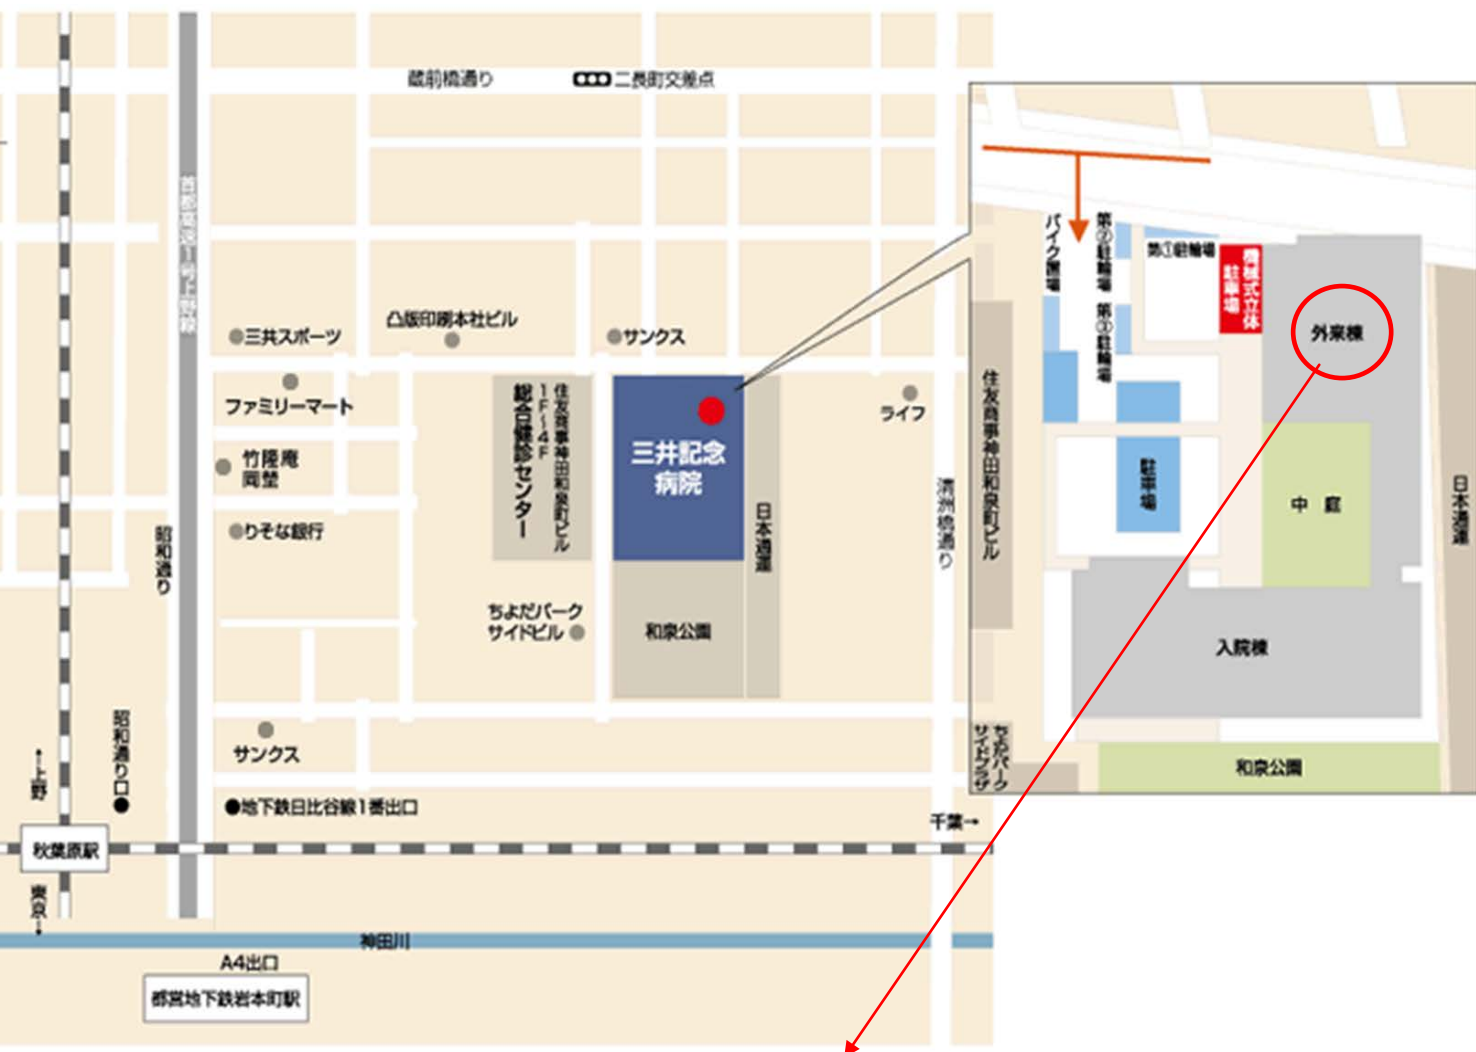 蔵前橋通り
二長町交差点
首都高速1号上野線
三共スポーツ
凸版印刷本社ビル
サンクス
ファミリーマート
竹隆庵
岡埜
りそな銀行
昭和通り
住友商事神田和泉町ビル
1F～4F
総合健診センター
三井記念
病院
日本通運
ライフ
清洲橋通り
ちよだパーク
サイドビル
和泉公園
サンクス
昭和通り口
←上野
地下鉄日比谷線1番出口
千葉→
秋葉原駅
東京→
神田川
A4出口
都営地下鉄岩本町駅
バイク置場
第②駐輪場
第③駐輪場
第①駐輪場
機械式立体
駐車場
外来棟
住友商事神田和泉町ビル
駐車場
中庭
日本通運
入院棟
ちよだパーク
サイドプラザ
和泉公園